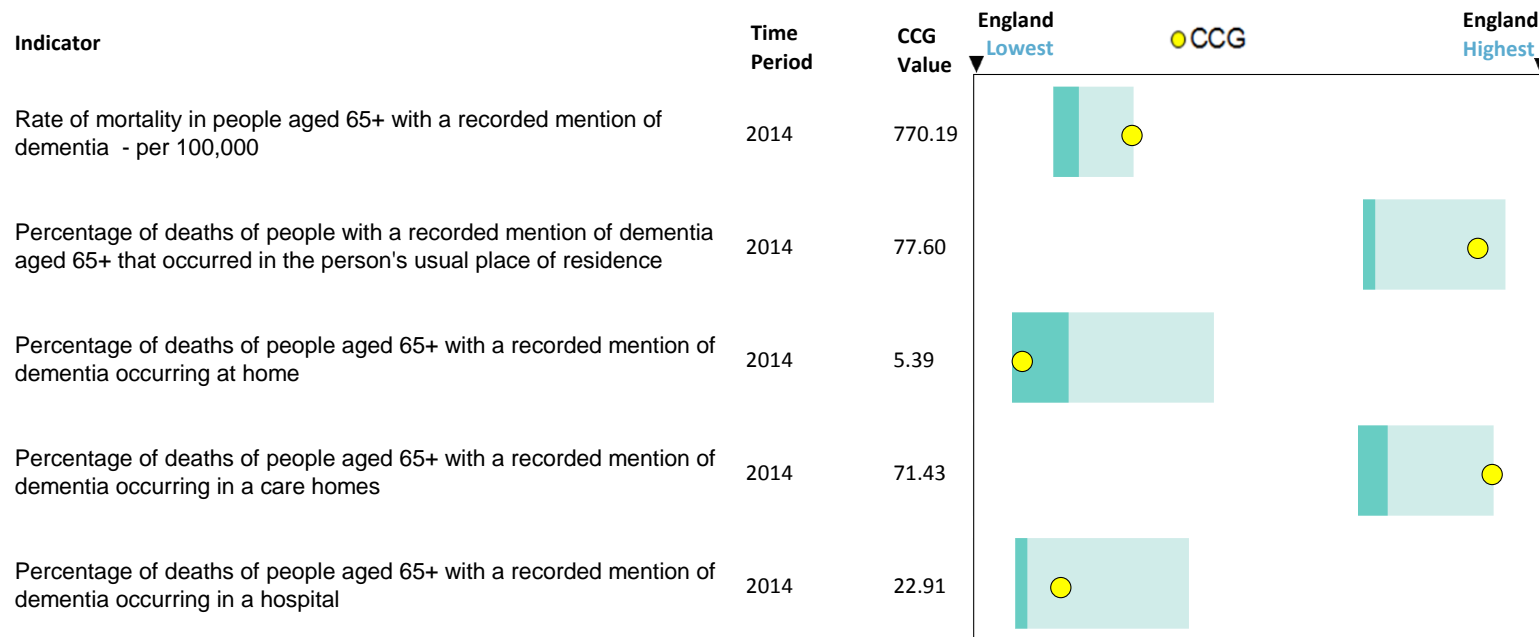 Indicator
Time Period
CCG Value
England Lowest
CCG
England Highest
Rate of mortality in people aged 65+ with a recorded mention of
dementia - per 100,000
2014
770.19
Percentage of deaths of people with a recorded mention of dementia
aged 65+ that occurred in the person's usual place of residence
2014
77.60
Percentage of deaths of people aged 65+ with a recorded mention of
dementia occurring at home
2014
5.39
Percentage of deaths of people aged 65+ with a recorded mention of
dementia occurring in a care homes
2014
71.43
Percentage of deaths of people aged 65+ with a recorded mention of
dementia occurring in a hospital
2014
22.91